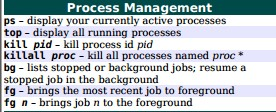 Process Management
ps – display your currently active processes
top – display all running processes
kill pid – kill process id pid
killall proc – kill all processes named proc *
bg – lists stopped or background jobs; resume a
stopped job in the background
fg – brings the most recent job to foreground
fg n – brings job n to the foreground